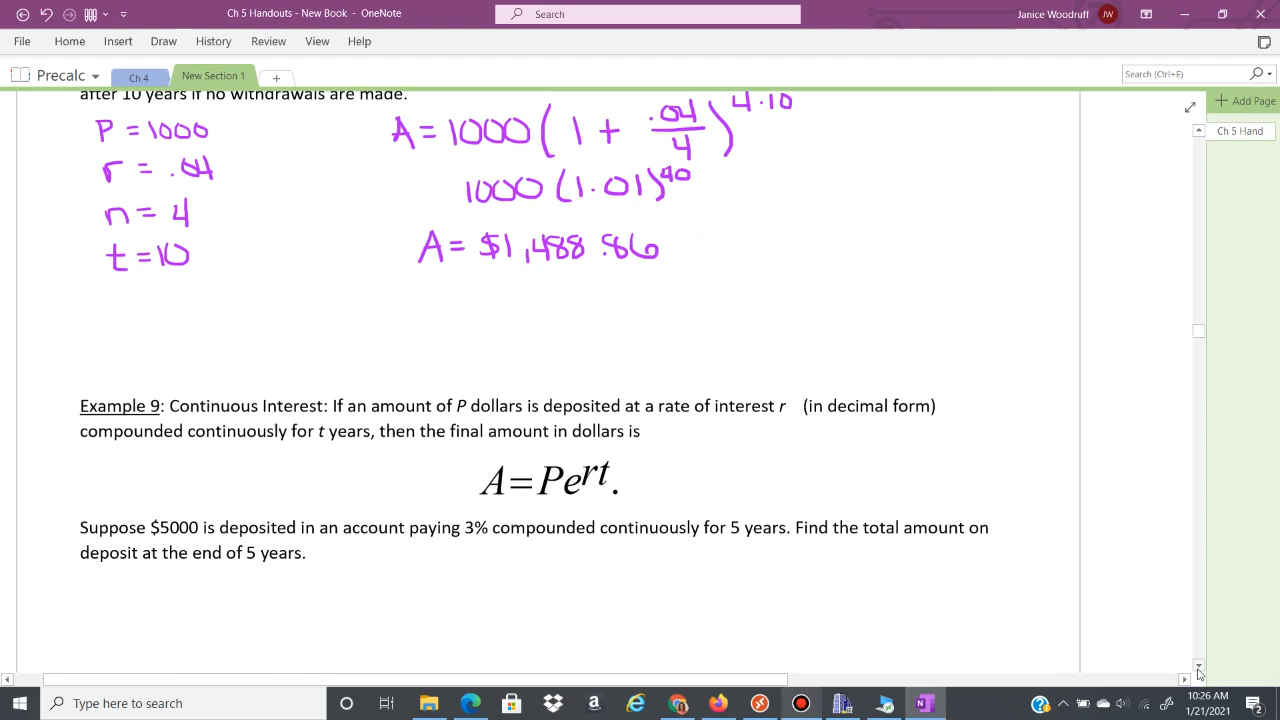 Ch 5 Handouts - New Book - OneNote
Search
Janice Woodruff
JW
File Home Insert Draw History Review View Help
Precalc
Ch 4
New Section 1
+
Search (Ctrl+E)
after 10 years if no withdrawals are made.
Add Page
Ch 5 Hand
P = 1000
r = .04
n = 4
t = 10
A = 1000 ( 1 + .04/4 )^4·10
1000 (1.01)^40
A = $1,488.86
Example 9: Continuous Interest: If an amount of P dollars is deposited at a rate of interest r (in decimal form)
compounded continuously for t years, then the final amount in dollars is
A = Pe^rt.
Suppose $5000 is deposited in an account paying 3% compounded continuously for 5 years. Find the total amount on
deposit at the end of 5 years.
Type here to search
10:26 AM
1/21/2021